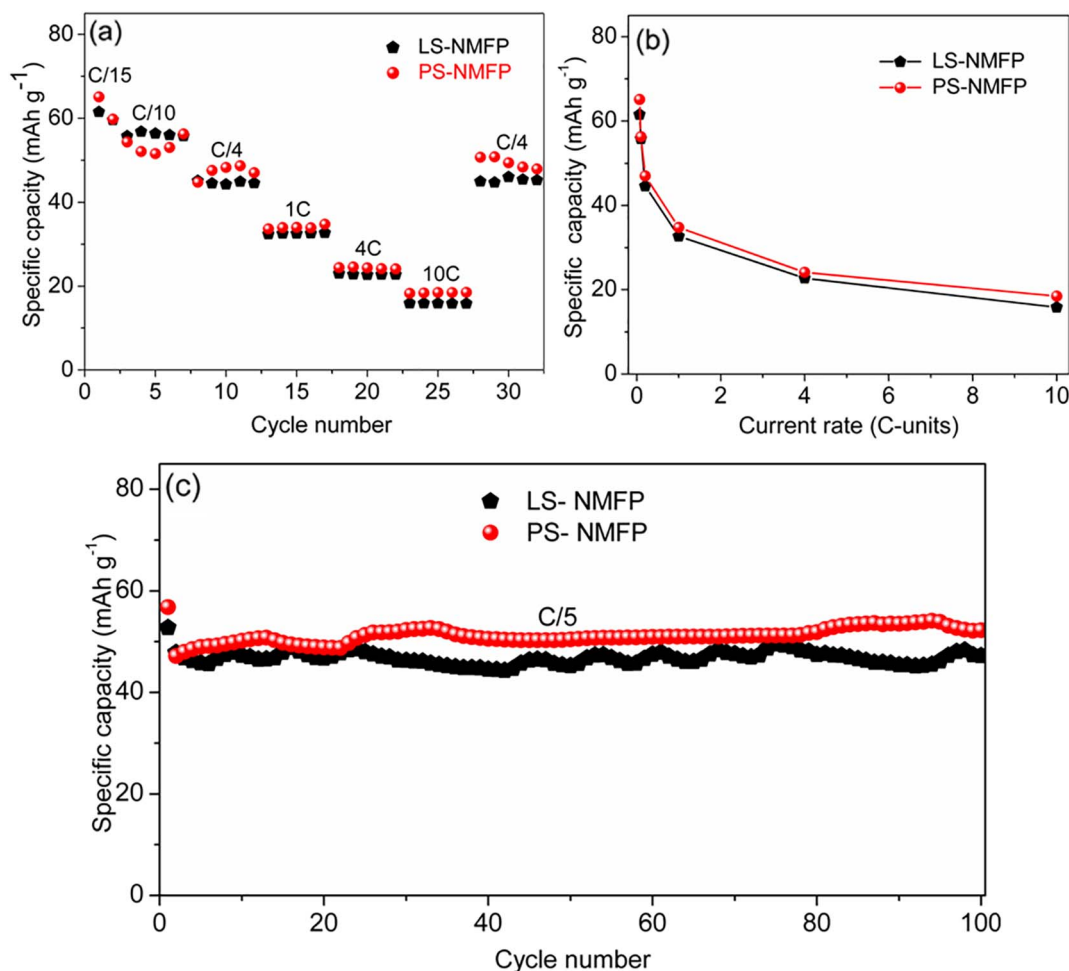 (a)
LS-NMFP
PS-NMFP
C/15
C/10
C/4
1C
4C
10C
C/4
80
60
40
20
0
0 5 10 15 20 25 30
Specific cpacity (mAh g⁻¹)
Cycle number
(b)
LS-NMFP
PS-NMFP
80
60
40
20
0
0 2 4 6 8 10
Specific capacity (mAh g⁻¹)
Current rate (C-units)
(c)
LS- NMFP
PS- NMFP
C/5
80
60
40
20
0
0 20 40 60 80 100
Specific capacity (mAh g⁻¹)
Cycle number